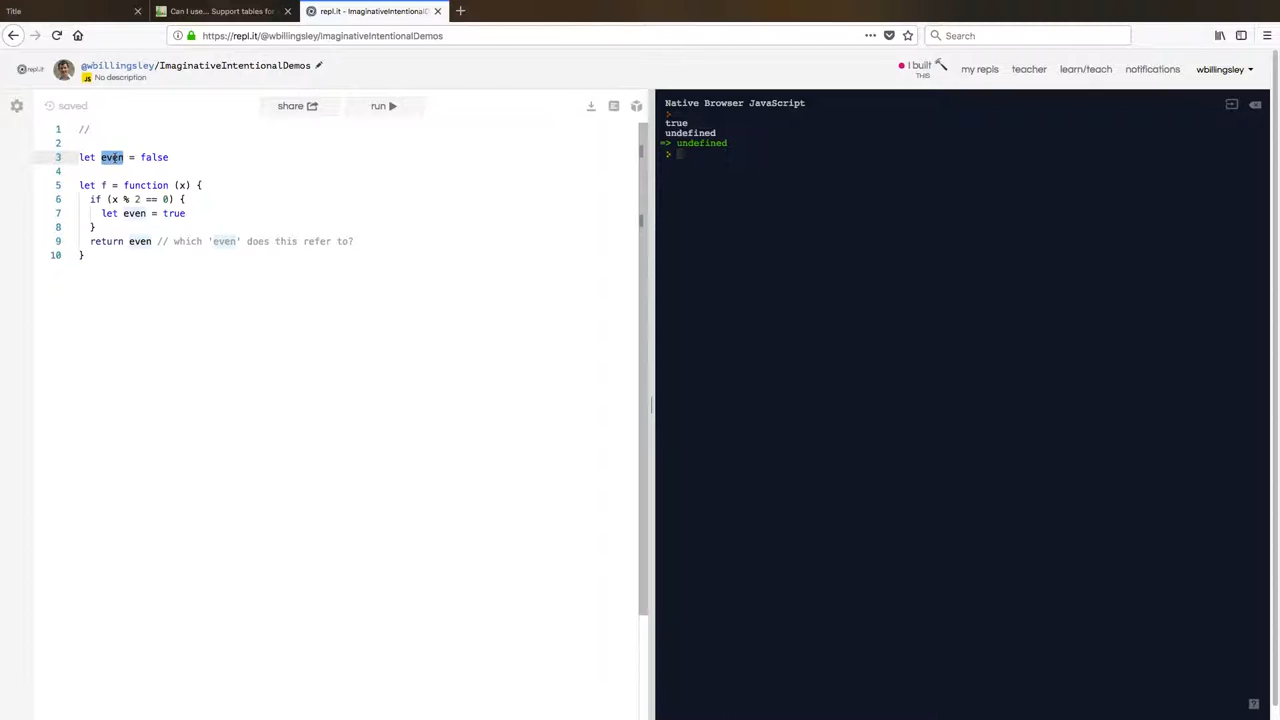 Title
Can I use... Support tables for
repl.it - ImaginativeIntentionalD
https://repl.it/@wbillingsley/ImaginativeIntentionalDemos
Search
repl.it
@wbillingsley/ImaginativeIntentionalDemos
JS No description
I built THIS
my repls
teacher
learn/teach
notifications
wbillingsley
saved
share
run
1 //
2
3 let even = false
4
5 let f = function (x) {
6 if (x % 2 == 0) {
7 let even = true
8 }
9 return even // which 'even' does this refer to?
10 }
Native Browser JavaScript
>
true
undefined
=> undefined
>
?